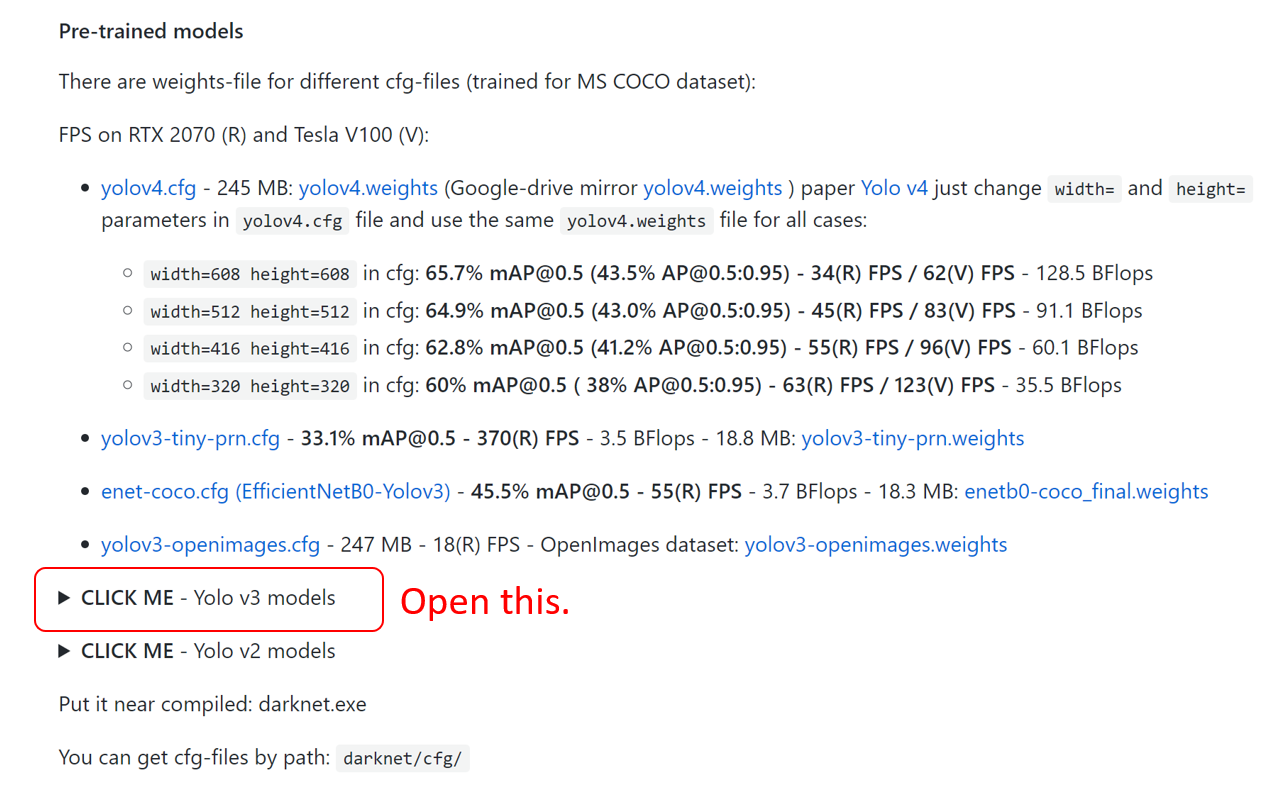 Pre-trained models
There are weights-file for different cfg-files (trained for MS COCO dataset):
FPS on RTX 2070 (R) and Tesla V100 (V):
yolov4.cfg - 245 MB: yolov4.weights (Google-drive mirror yolov4.weights ) paper Yolo v4 just change width= and height=
parameters in yolov4.cfg file and use the same yolov4.weights file for all cases:
width=608 height=608 in cfg: 65.7% mAP@0.5 (43.5% AP@0.5:0.95) - 34(R) FPS / 62(V) FPS - 128.5 BFlops
width=512 height=512 in cfg: 64.9% mAP@0.5 (43.0% AP@0.5:0.95) - 45(R) FPS / 83(V) FPS - 91.1 BFlops
width=416 height=416 in cfg: 62.8% mAP@0.5 (41.2% AP@0.5:0.95) - 55(R) FPS / 96(V) FPS - 60.1 BFlops
width=320 height=320 in cfg: 60% mAP@0.5 ( 38% AP@0.5:0.95) - 63(R) FPS / 123(V) FPS - 35.5 BFlops
yolov3-tiny-prn.cfg - 33.1% mAP@0.5 - 370(R) FPS - 3.5 BFlops - 18.8 MB: yolov3-tiny-prn.weights
enet-coco.cfg (EfficientNetB0-Yolov3) - 45.5% mAP@0.5 - 55(R) FPS - 3.7 BFlops - 18.3 MB: enetb0-coco_final.weights
yolov3-openimages.cfg - 247 MB - 18(R) FPS - OpenImages dataset: yolov3-openimages.weights
CLICK ME - Yolo v3 models Open this.
CLICK ME - Yolo v2 models
Put it near compiled: darknet.exe
You can get cfg-files by path: darknet/cfg/